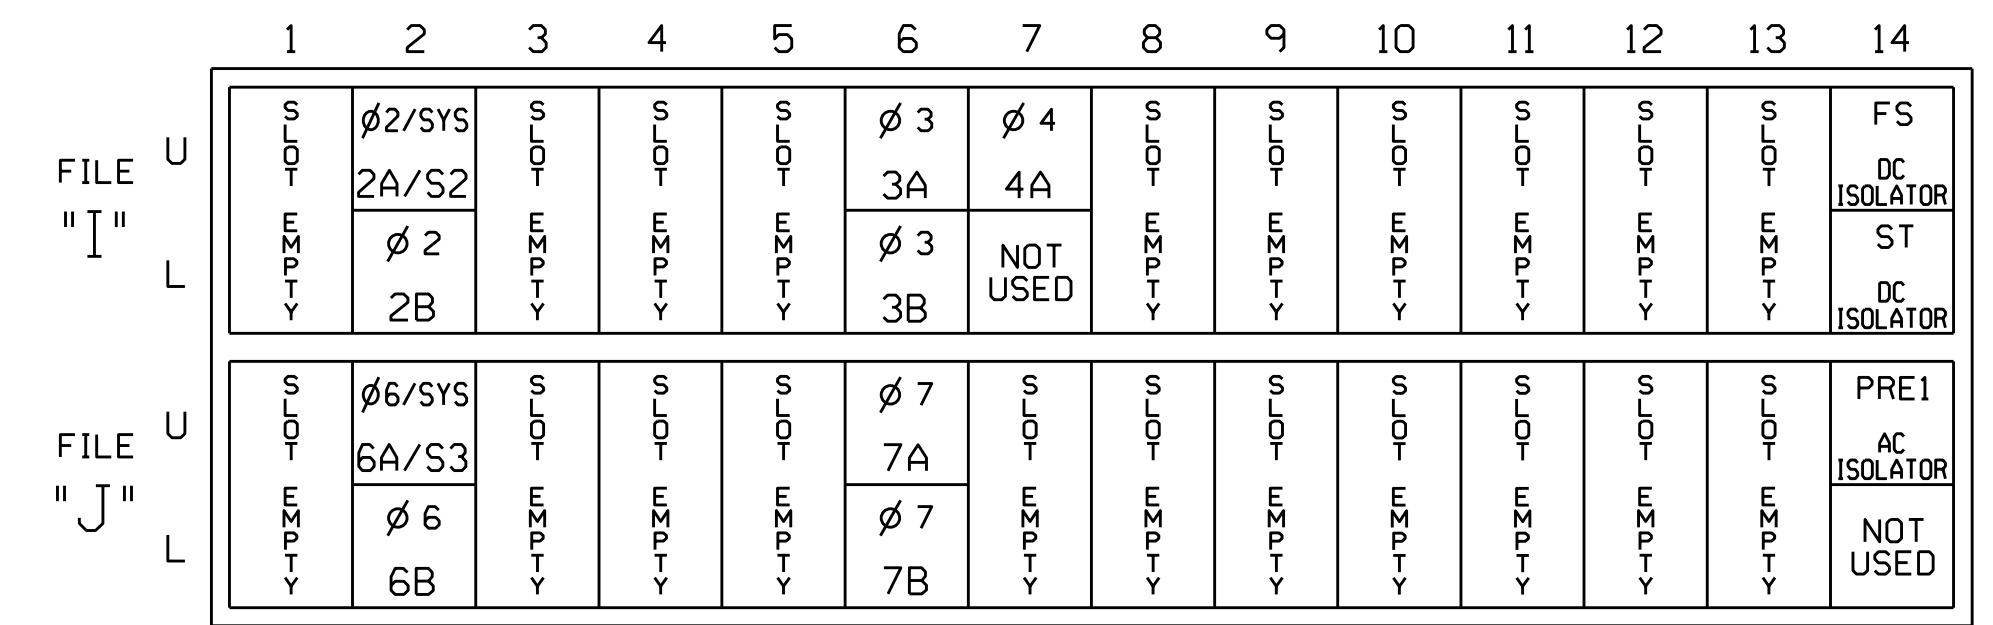 1 2 3 4 5 6 7 8 9 10 11 12 13 14
FILE "I"
U
L
SLOT EMPTY
ø2/SYS
2A/S2
ø 2
2B
SLOT EMPTY
SLOT EMPTY
SLOT EMPTY
ø 3
3A
ø 3
3B
ø 4
4A
NOT
USED
SLOT EMPTY
SLOT EMPTY
SLOT EMPTY
SLOT EMPTY
SLOT EMPTY
SLOT EMPTY
FS
DC
ISOLATOR
ST
DC
ISOLATOR
FILE
"J"
U
L
SLOT EMPTY
ø6/SYS
6A/S3
ø 6
6B
SLOT EMPTY
SLOT EMPTY
SLOT EMPTY
ø 7
7A
ø 7
7B
SLOT EMPTY
SLOT EMPTY
SLOT EMPTY
SLOT EMPTY
SLOT EMPTY
SLOT EMPTY
SLOT EMPTY
PRE1
AC
ISOLATOR
NOT
USED